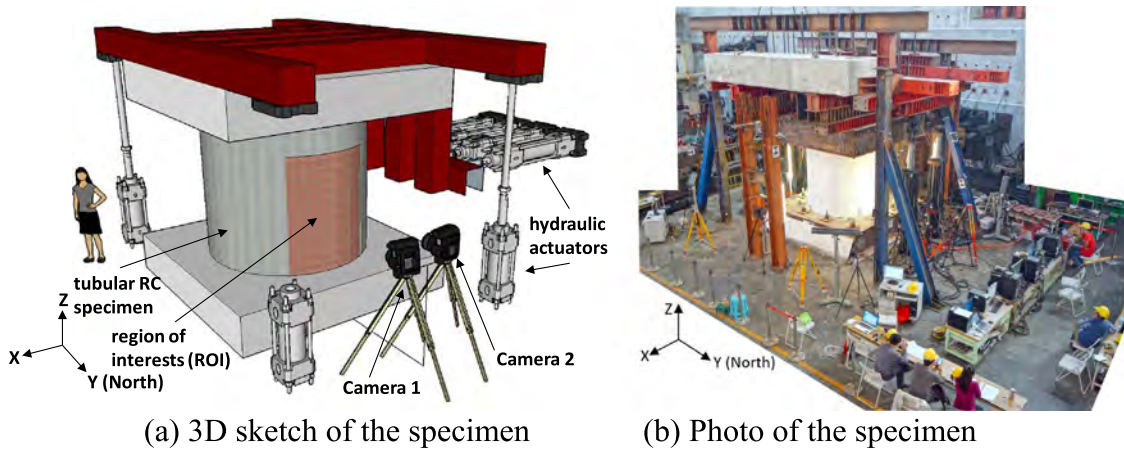 hydraulic
actuators
tubular RC
specimen
Z
region of
interests (ROI)
X
Y (North)
Camera 1
Camera 2
Z
X
Y (North)
(a) 3D sketch of the specimen
(b) Photo of the specimen